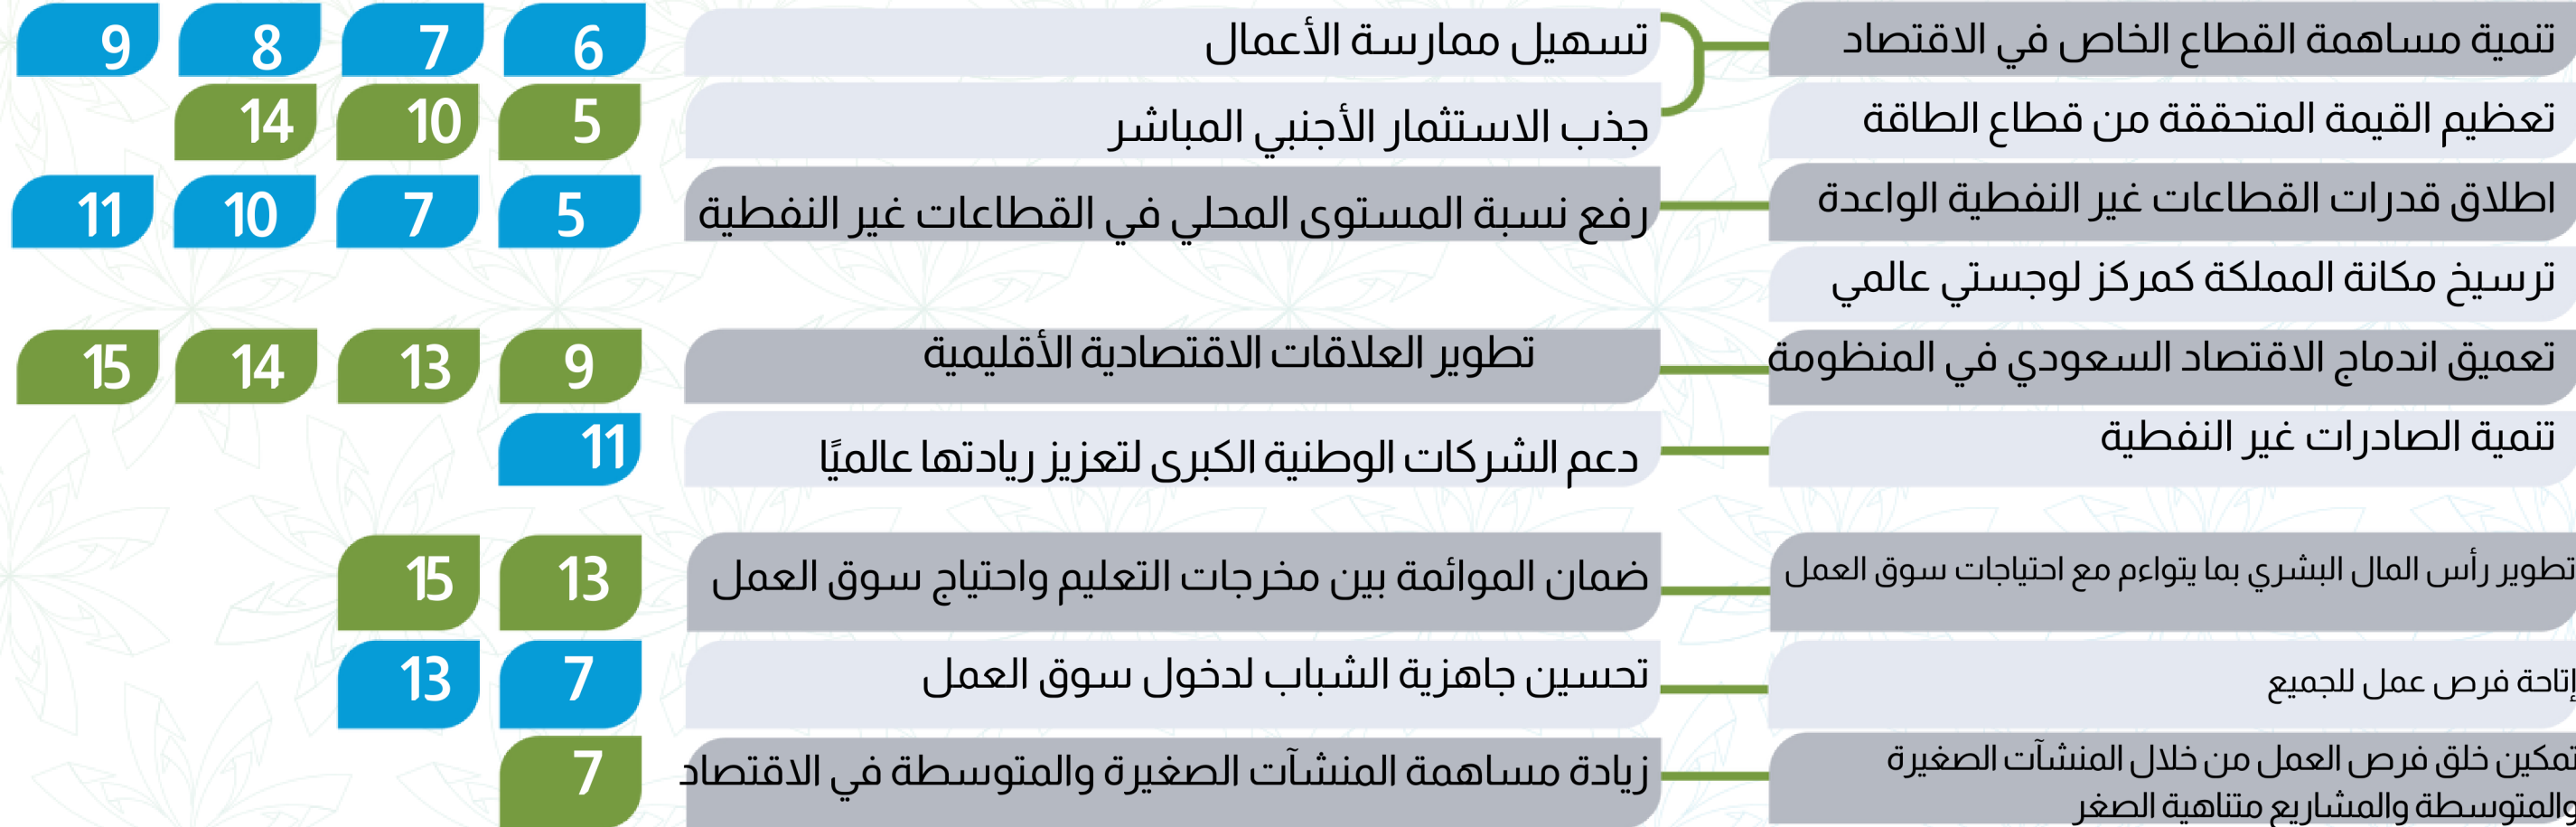 تنمية مساهمة القطاع الخاص في الاقتصاد
تسهيل ممارسة الأعمال
6 7 8 9
تعظيم القيمة المتحققة من قطاع الطاقة
جذب الاستثمار الأجنبي المباشر
5 10 14
اطلاق قدرات القطاعات غير النفطية الواعدة
رفع نسبة المستوى المحلي في القطاعات غير النفطية
5 7 10 11
ترسيخ مكانة المملكة كمركز لوجستي عالمي
تعميق اندماج الاقتصاد السعودي في المنظومة
تطوير العلاقات الاقتصادية الأقليمية
9 13 14 15
تنمية الصادرات غير النفطية
دعم الشركات الوطنية الكبرى لتعزيز ريادتها عالميًا
11
تطوير رأس المال البشري بما يتواءم مع احتياجات سوق العمل
ضمان الموائمة بين مخرجات التعليم واحتياج سوق العمل
13 15
إتاحة فرص عمل للجميع
تحسين جاهزية الشباب لدخول سوق العمل
7 13
تمكين خلق فرص العمل من خلال المنشآت الصغيرة
والمتوسطة والمشاريع متناهية الصغر
زيادة مساهمة المنشآت الصغيرة والمتوسطة في الاقتصاد
7